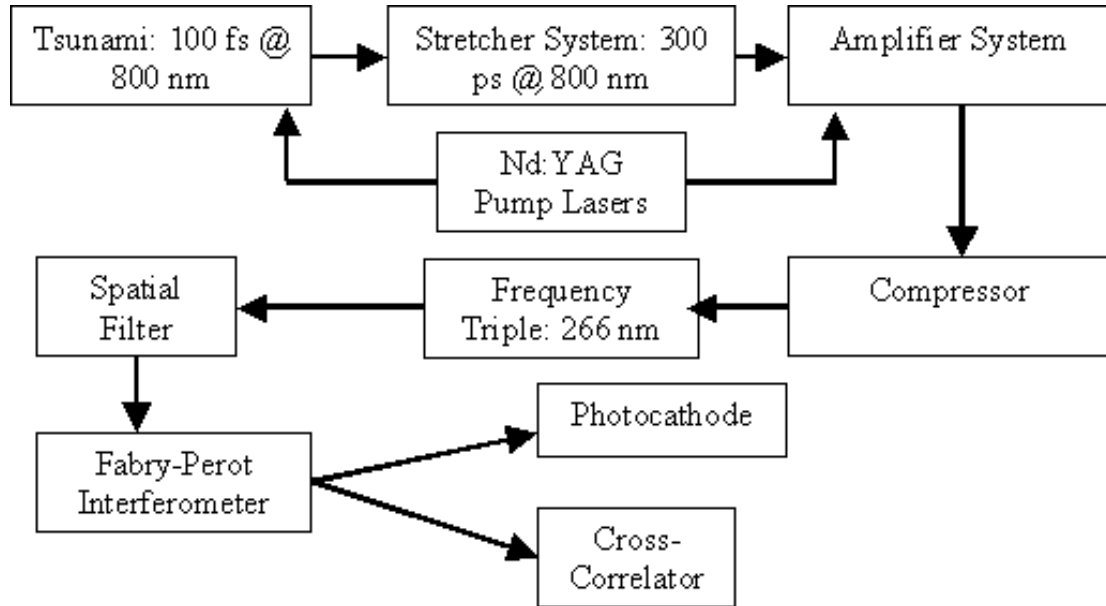 Tsunami: 100 fs @
800 nm
Stretcher System: 300
ps @ 800 nm
Amplifier System
Nd:YAG
Pump Lasers
Spatial
Filter
Frequency
Triple: 266 nm
Compressor
Photocathode
Fabry-Perot
Interferometer
Cross-
Correlator